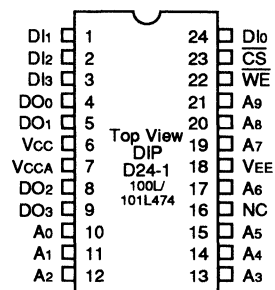 DI1 1 24 DI0
DI2 2 23 CS
DI3 3 22 WE
DO0 4 21 A9
DO1 5 20 A8
VCC 6 19 A7
VCCA 7 18 VEE
DO2 8 17 A6
DO3 9 16 NC
A0 10 15 A5
A1 11 14 A4
A2 12 13 A3
Top View
DIP
D24-1
100L/
101L474